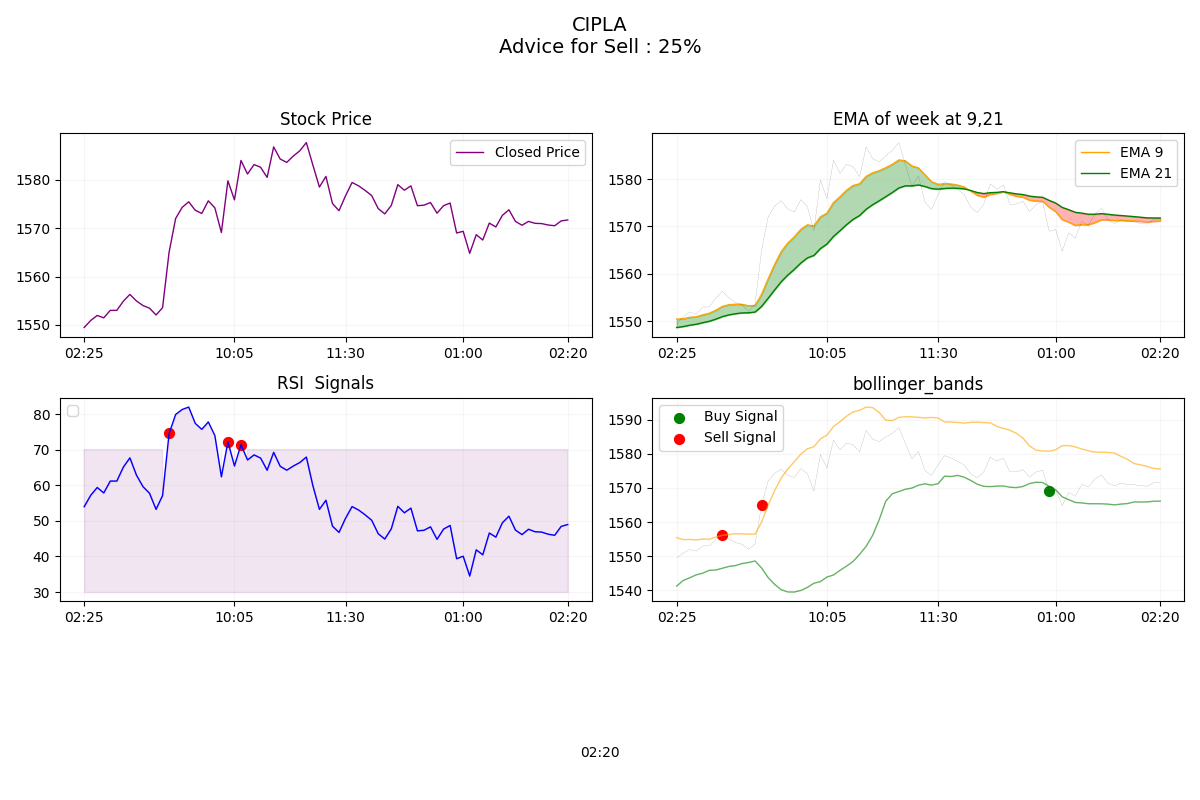 CIPLA
Advice for Sell : 25%
Stock Price
Closed Price
1580
1570
1560
1550
02:25 10:05 11:30 01:00 02:20
EMA of week at 9,21
EMA 9
EMA 21
1580
1570
1560
1550
02:25 10:05 11:30 01:00 02:20
RSI  Signals
80
70
60
50
40
30
02:25 10:05 11:30 01:00 02:20
bollinger_bands
Buy Signal
Sell Signal
1590
1580
1570
1560
1550
1540
02:25 10:05 11:30 01:00 02:20
02:20